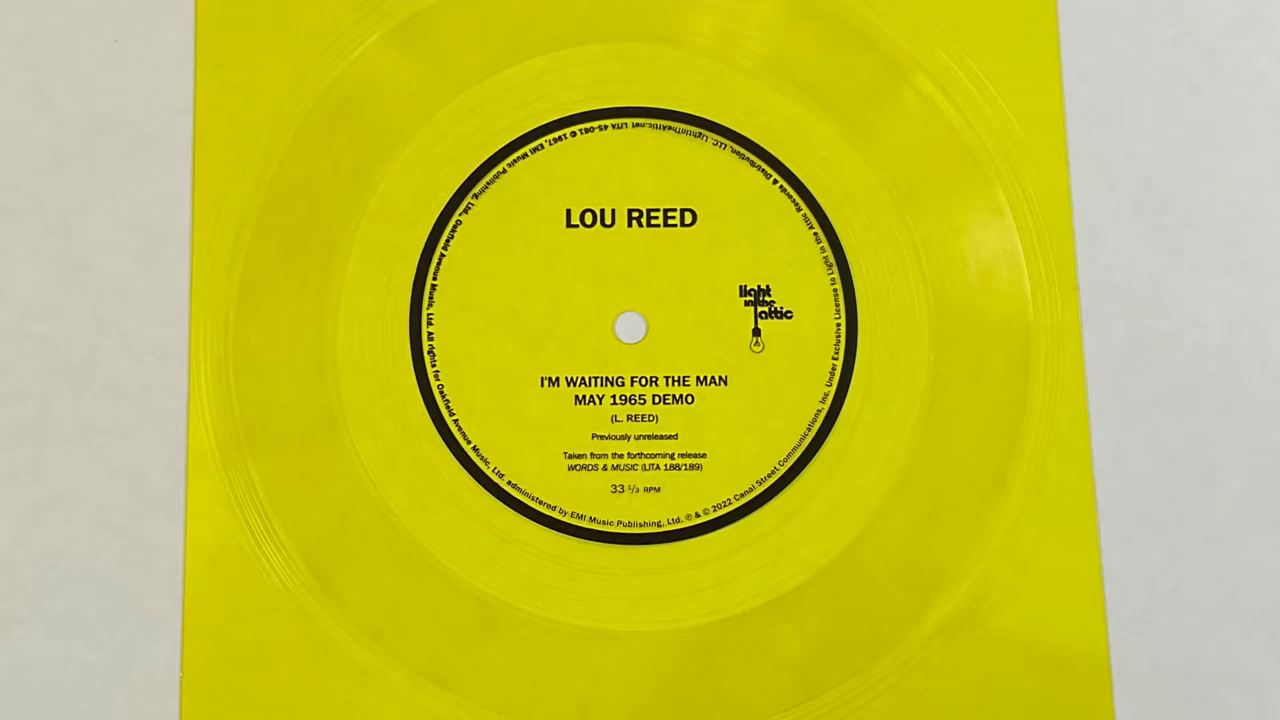 LOU REED
light
in the
attic
I'M WAITING FOR THE MAN
MAY 1965 DEMO
(L. REED)
Previously unreleased
Taken from the forthcoming release
WORDS & MUSIC (LITA 188/189)
33 1/3 RPM
LITA 45-061 © 1967, EMI Music Publishing, Ltd., Oakfield Avenue Music, Ltd. All rights for Oakfield Avenue Music, Ltd. administered by EMI Music Publishing, Ltd. ℗ & © 2022 Canal Street Communications, Inc. Under Exclusive License to Light in the Attic Records & Distribution, LLC. LightInTheAttic.net